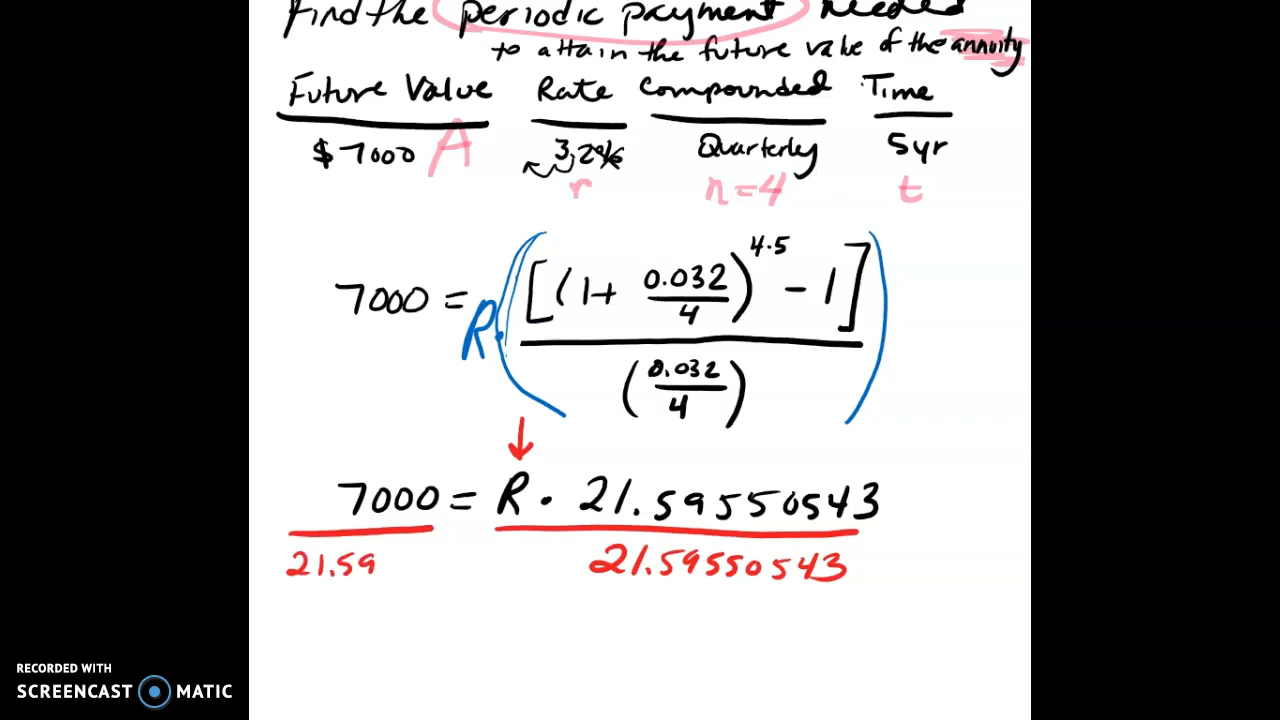 Find the periodic payment needed
to attain the future value of the annuity
Future Value Rate Compounded Time
$7000 A 3.2% Quarterly 5yr
r n=4 t
7000 = R · ( [ (1 + 0.032/4)^4·5 - 1 ]
(0.032/4) )
7000 = R · 21.59550543
21.59 21.59550543
RECORDED WITH
SCREENCAST MATIC